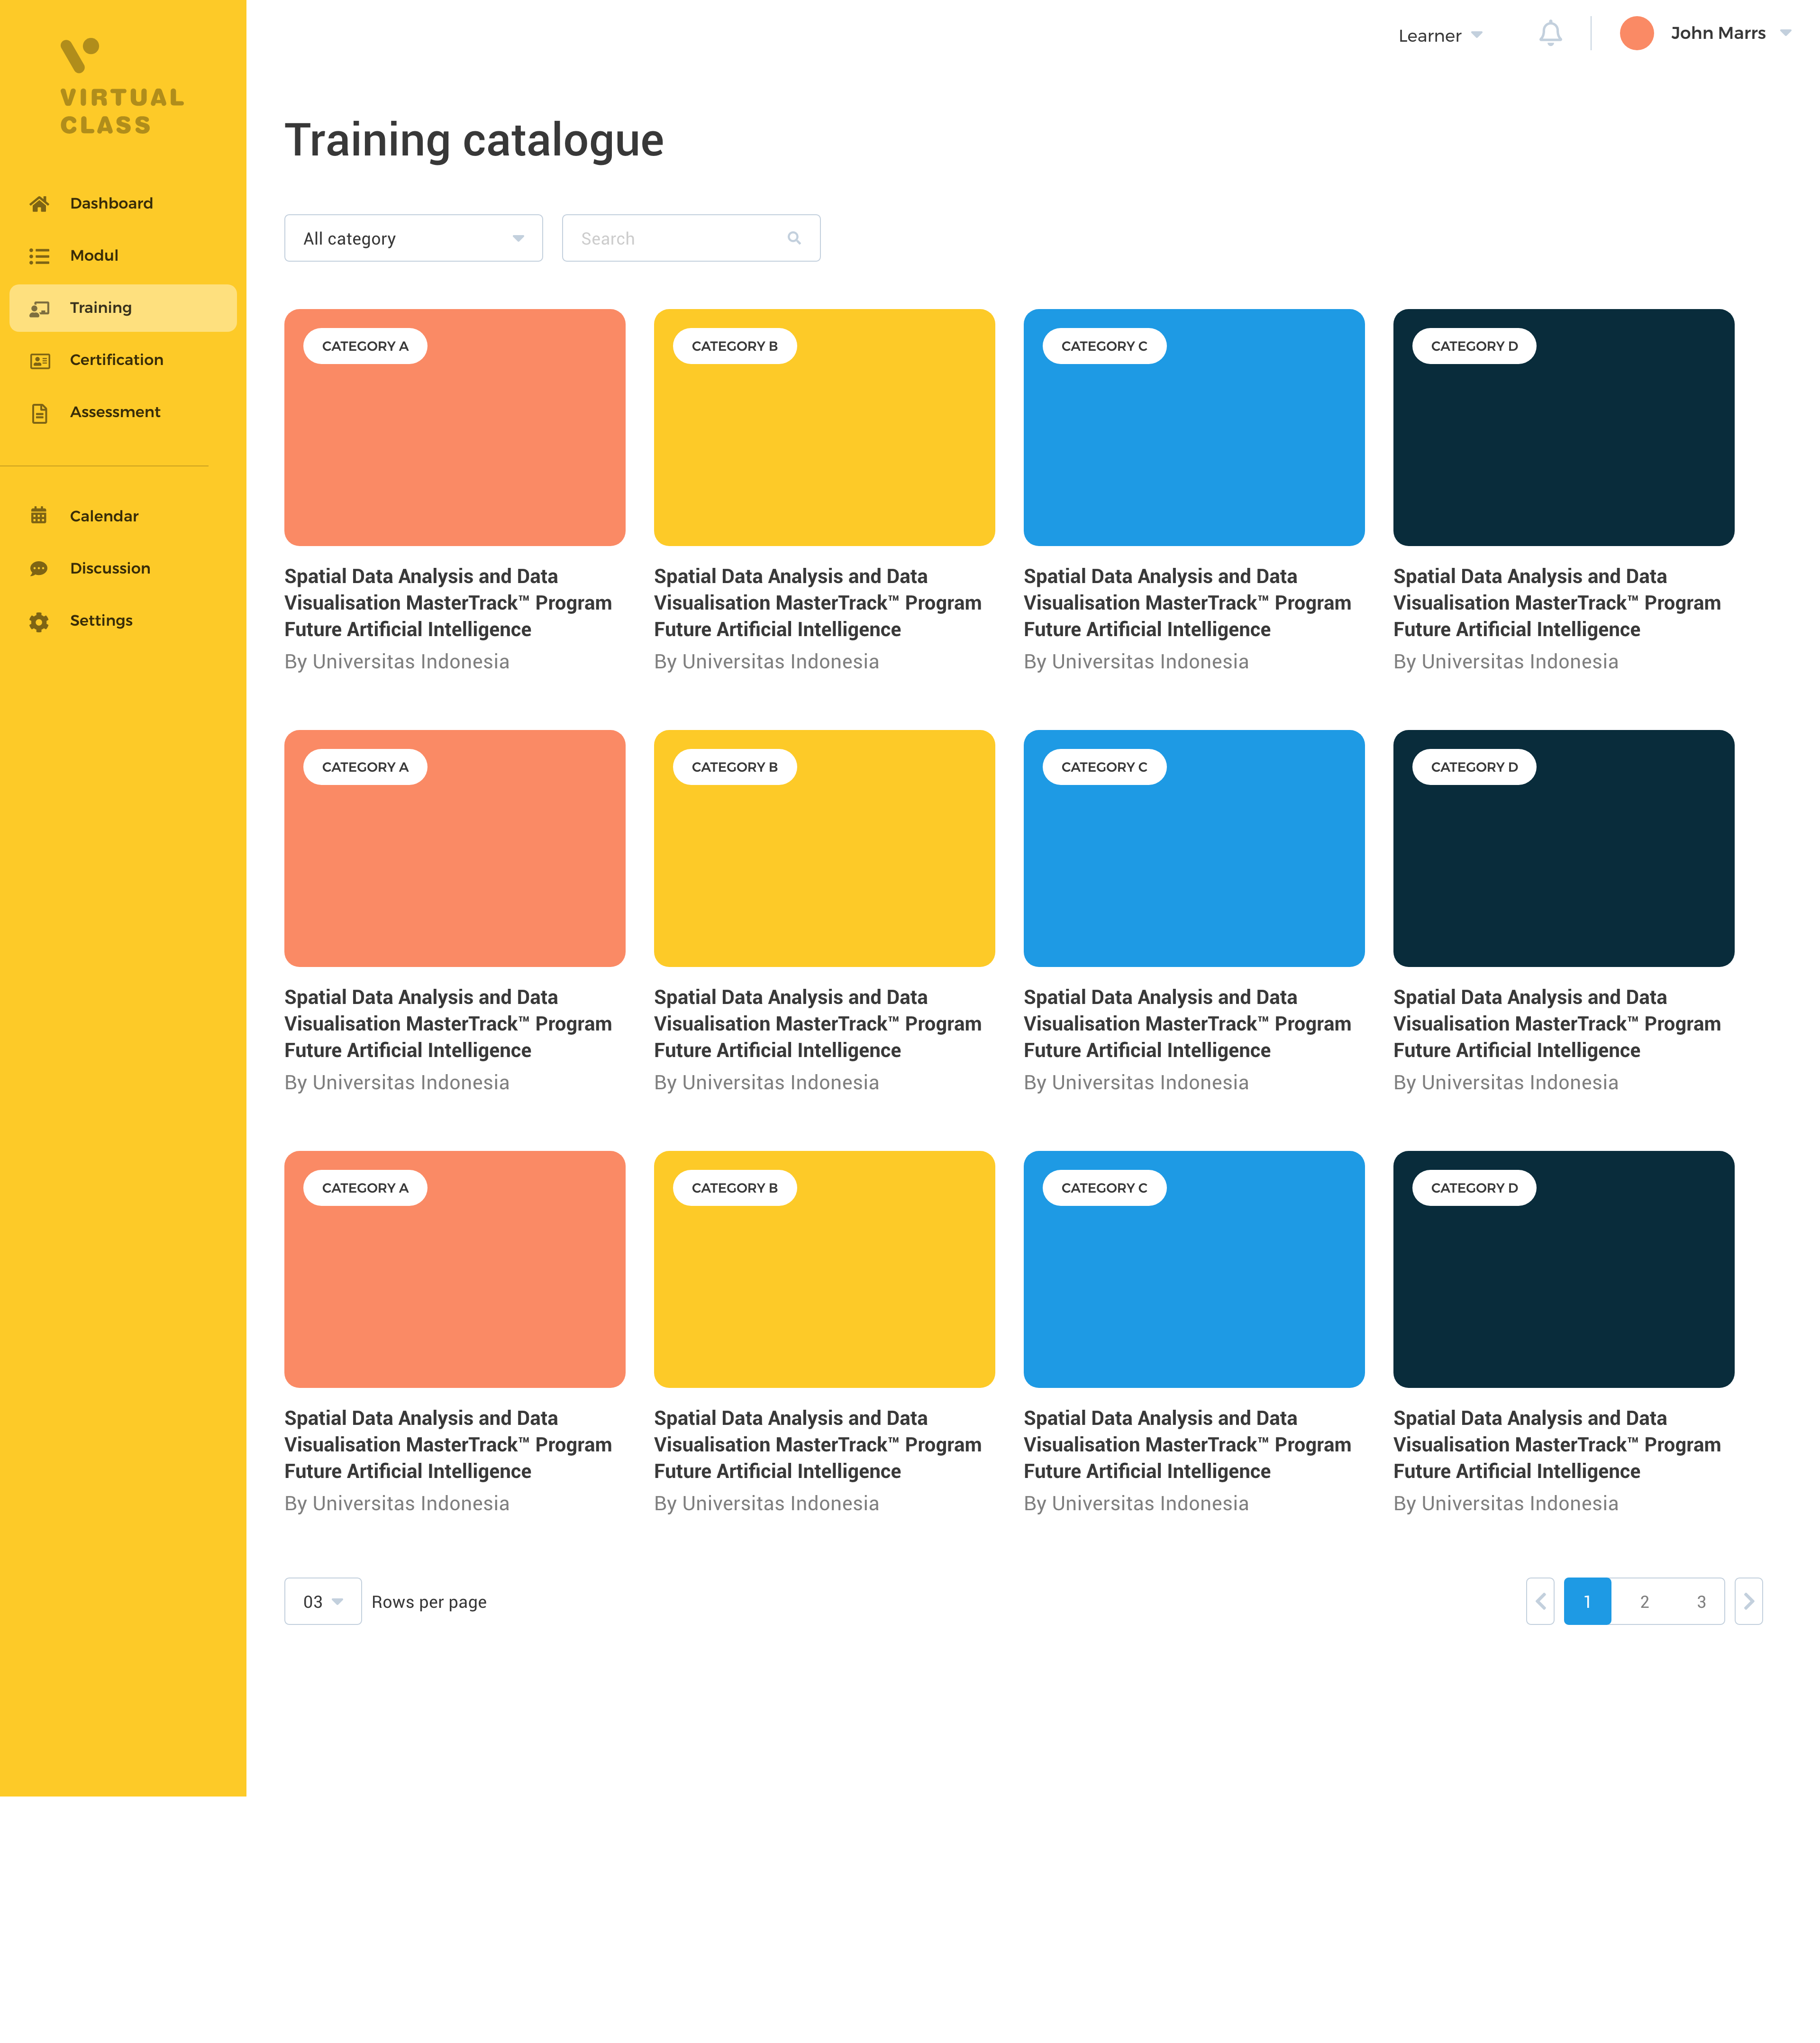 VIRTUAL
CLASS
Dashboard
Modul
Training
Certification
Assessment
Calendar
Discussion
Settings
Learner
John Marrs
Training catalogue
All category
Search
CATEGORY A
Spatial Data Analysis and Data
Visualisation MasterTrack™ Program
Future Artificial Intelligence
By Universitas Indonesia
CATEGORY B
Spatial Data Analysis and Data
Visualisation MasterTrack™ Program
Future Artificial Intelligence
By Universitas Indonesia
CATEGORY C
Spatial Data Analysis and Data
Visualisation MasterTrack™ Program
Future Artificial Intelligence
By Universitas Indonesia
CATEGORY D
Spatial Data Analysis and Data
Visualisation MasterTrack™ Program
Future Artificial Intelligence
By Universitas Indonesia
CATEGORY A
Spatial Data Analysis and Data
Visualisation MasterTrack™ Program
Future Artificial Intelligence
By Universitas Indonesia
CATEGORY B
Spatial Data Analysis and Data
Visualisation MasterTrack™ Program
Future Artificial Intelligence
By Universitas Indonesia
CATEGORY C
Spatial Data Analysis and Data
Visualisation MasterTrack™ Program
Future Artificial Intelligence
By Universitas Indonesia
CATEGORY D
Spatial Data Analysis and Data
Visualisation MasterTrack™ Program
Future Artificial Intelligence
By Universitas Indonesia
CATEGORY A
Spatial Data Analysis and Data
Visualisation MasterTrack™ Program
Future Artificial Intelligence
By Universitas Indonesia
CATEGORY B
Spatial Data Analysis and Data
Visualisation MasterTrack™ Program
Future Artificial Intelligence
By Universitas Indonesia
CATEGORY C
Spatial Data Analysis and Data
Visualisation MasterTrack™ Program
Future Artificial Intelligence
By Universitas Indonesia
CATEGORY D
Spatial Data Analysis and Data
Visualisation MasterTrack™ Program
Future Artificial Intelligence
By Universitas Indonesia
03 Rows per page
1 2 3